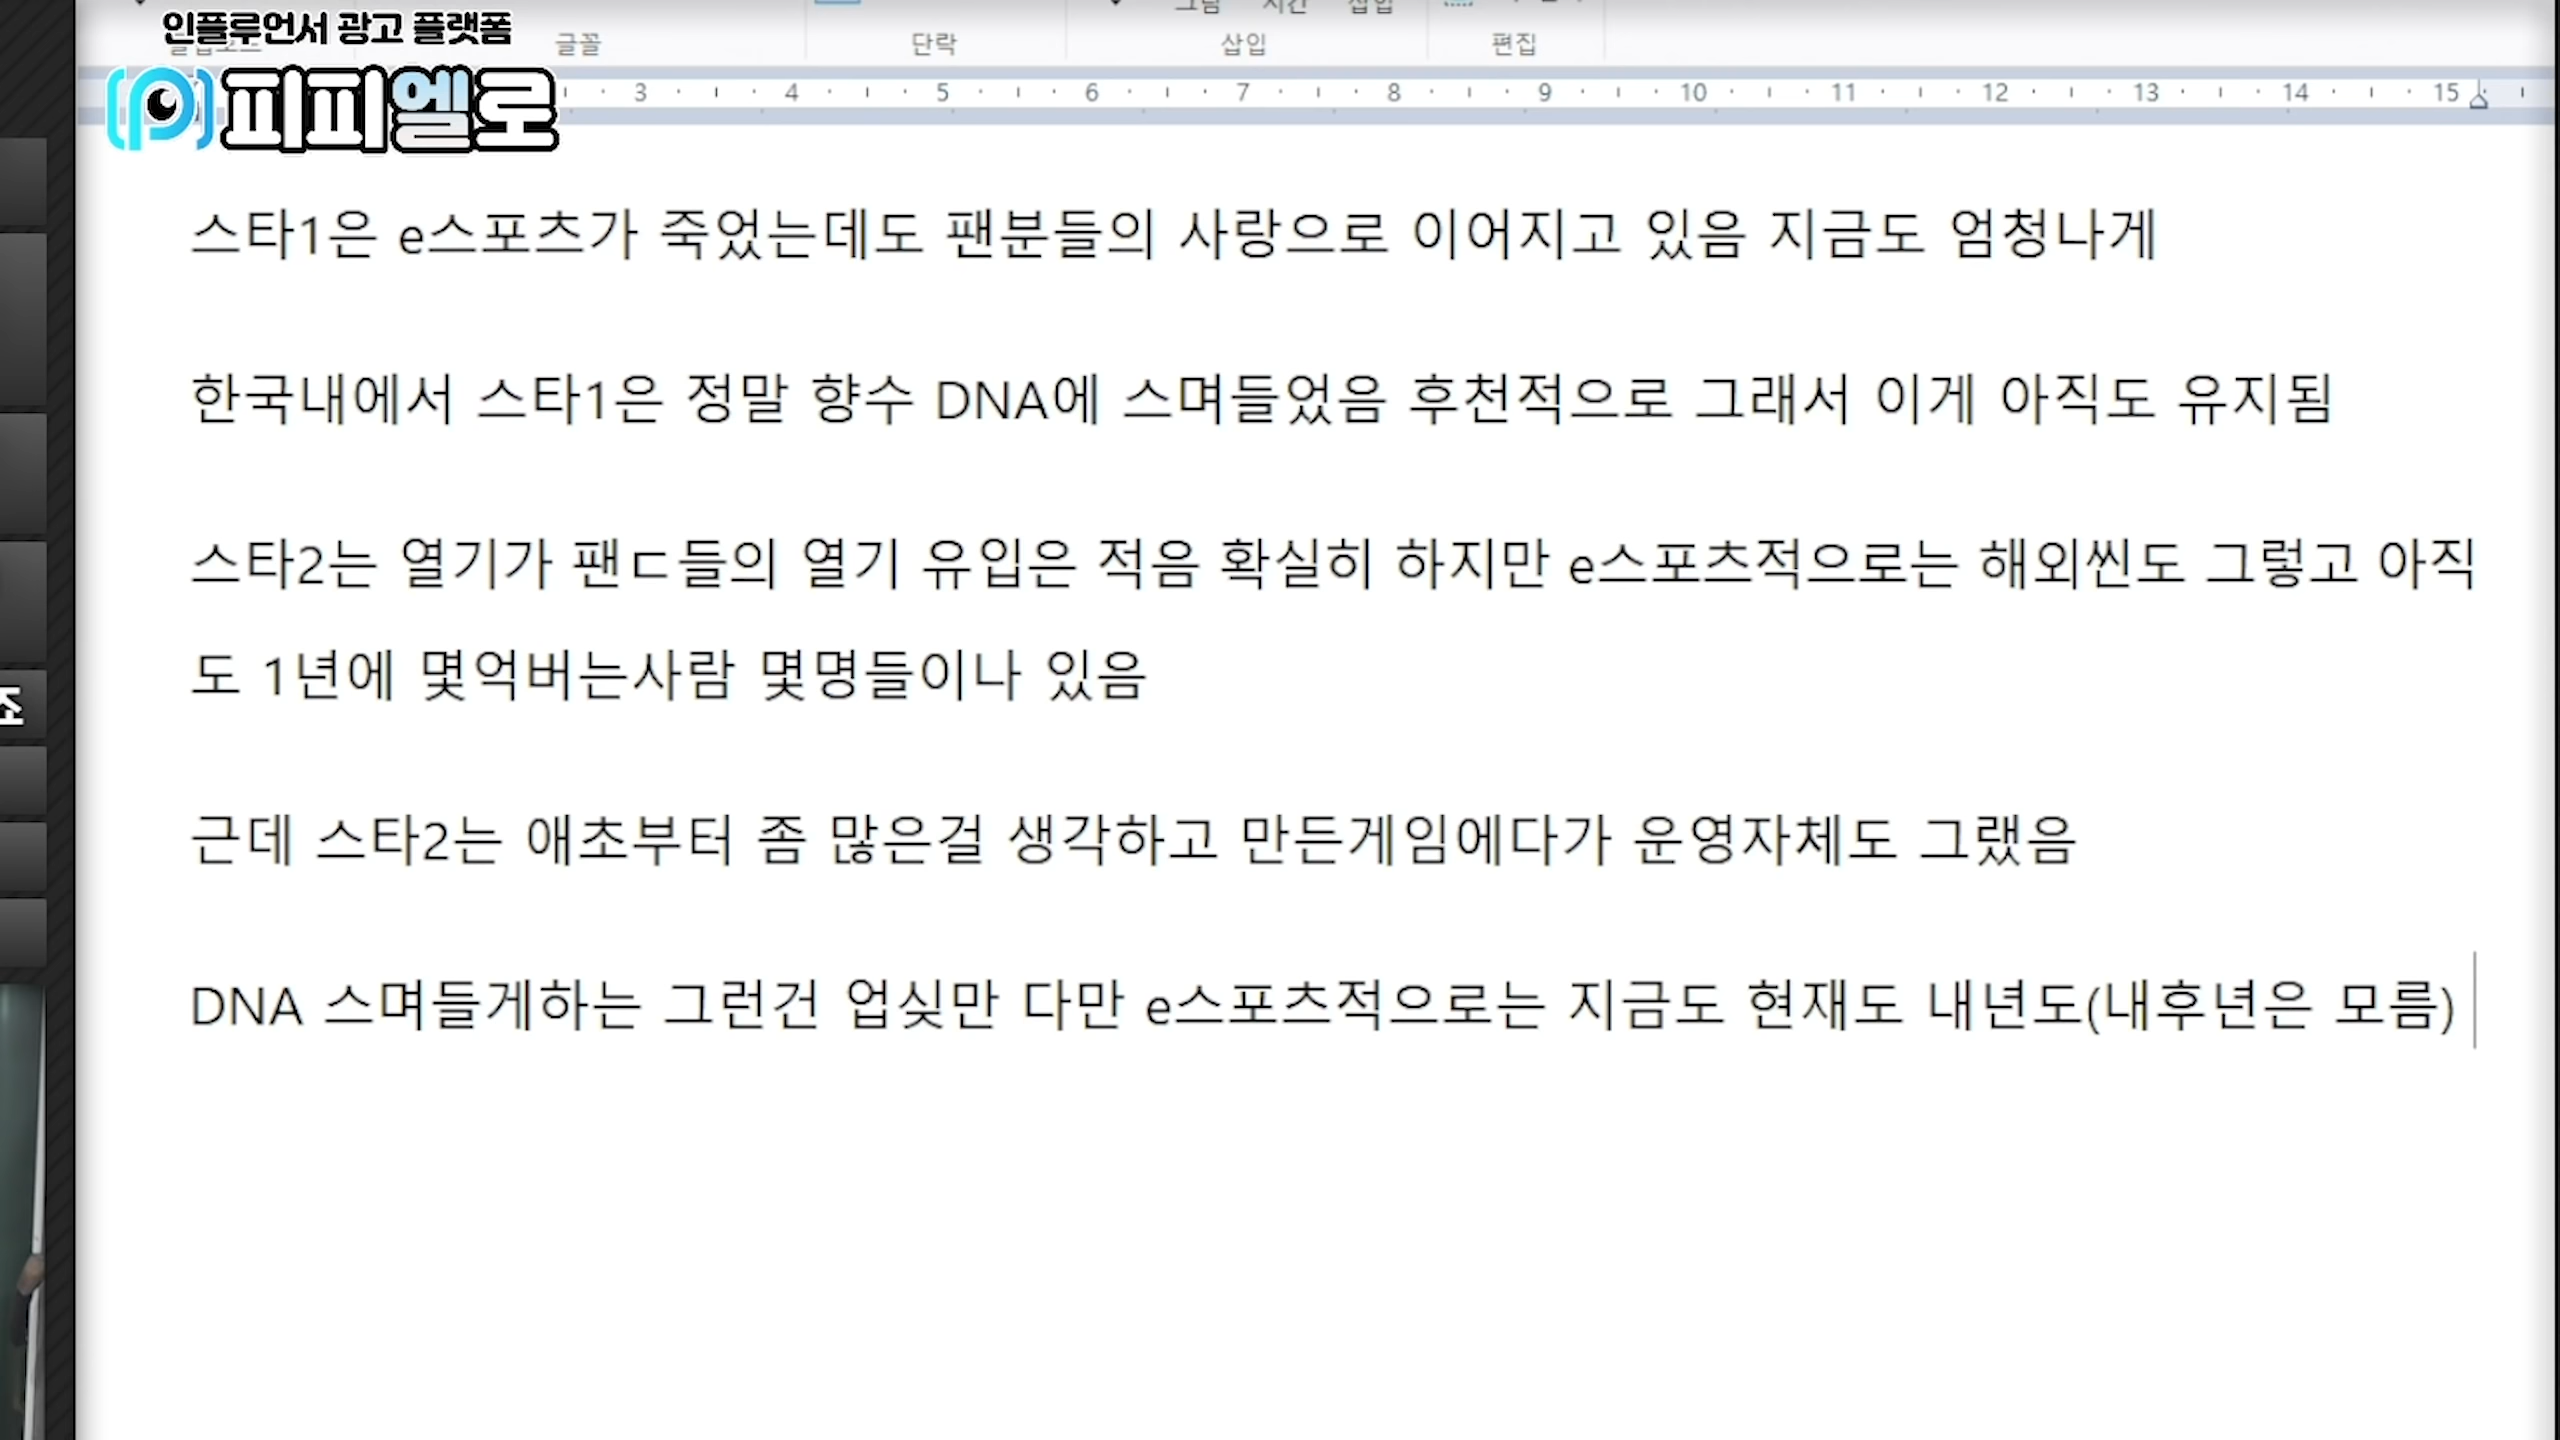 인플루언서 광고 플랫폼
피피엘로
글꼴 단락 삽입 편집
3 4 5 6 7 8 9 10 11 12 13 14 15
스타1은 e스포츠가 죽었는데도 팬분들의 사랑으로 이어지고 있음 지금도 엄청나게
한국내에서 스타1은 정말 향수 DNA에 스며들었음 후천적으로 그래서 이게 아직도 유지됨
스타2는 열기가 팬ㄷ들의 열기 유입은 적음 확실히 하지만 e스포츠적으로는 해외씬도 그렇고 아직
도 1년에 몇억버는사람 몇명들이나 있음
근데 스타2는 애초부터 좀 많은걸 생각하고 만든게임에다가 운영자체도 그랬음
DNA 스며들게하는 그런건 업싲만 다만 e스포츠적으로는 지금도 현재도 내년도(내후년은 모름)